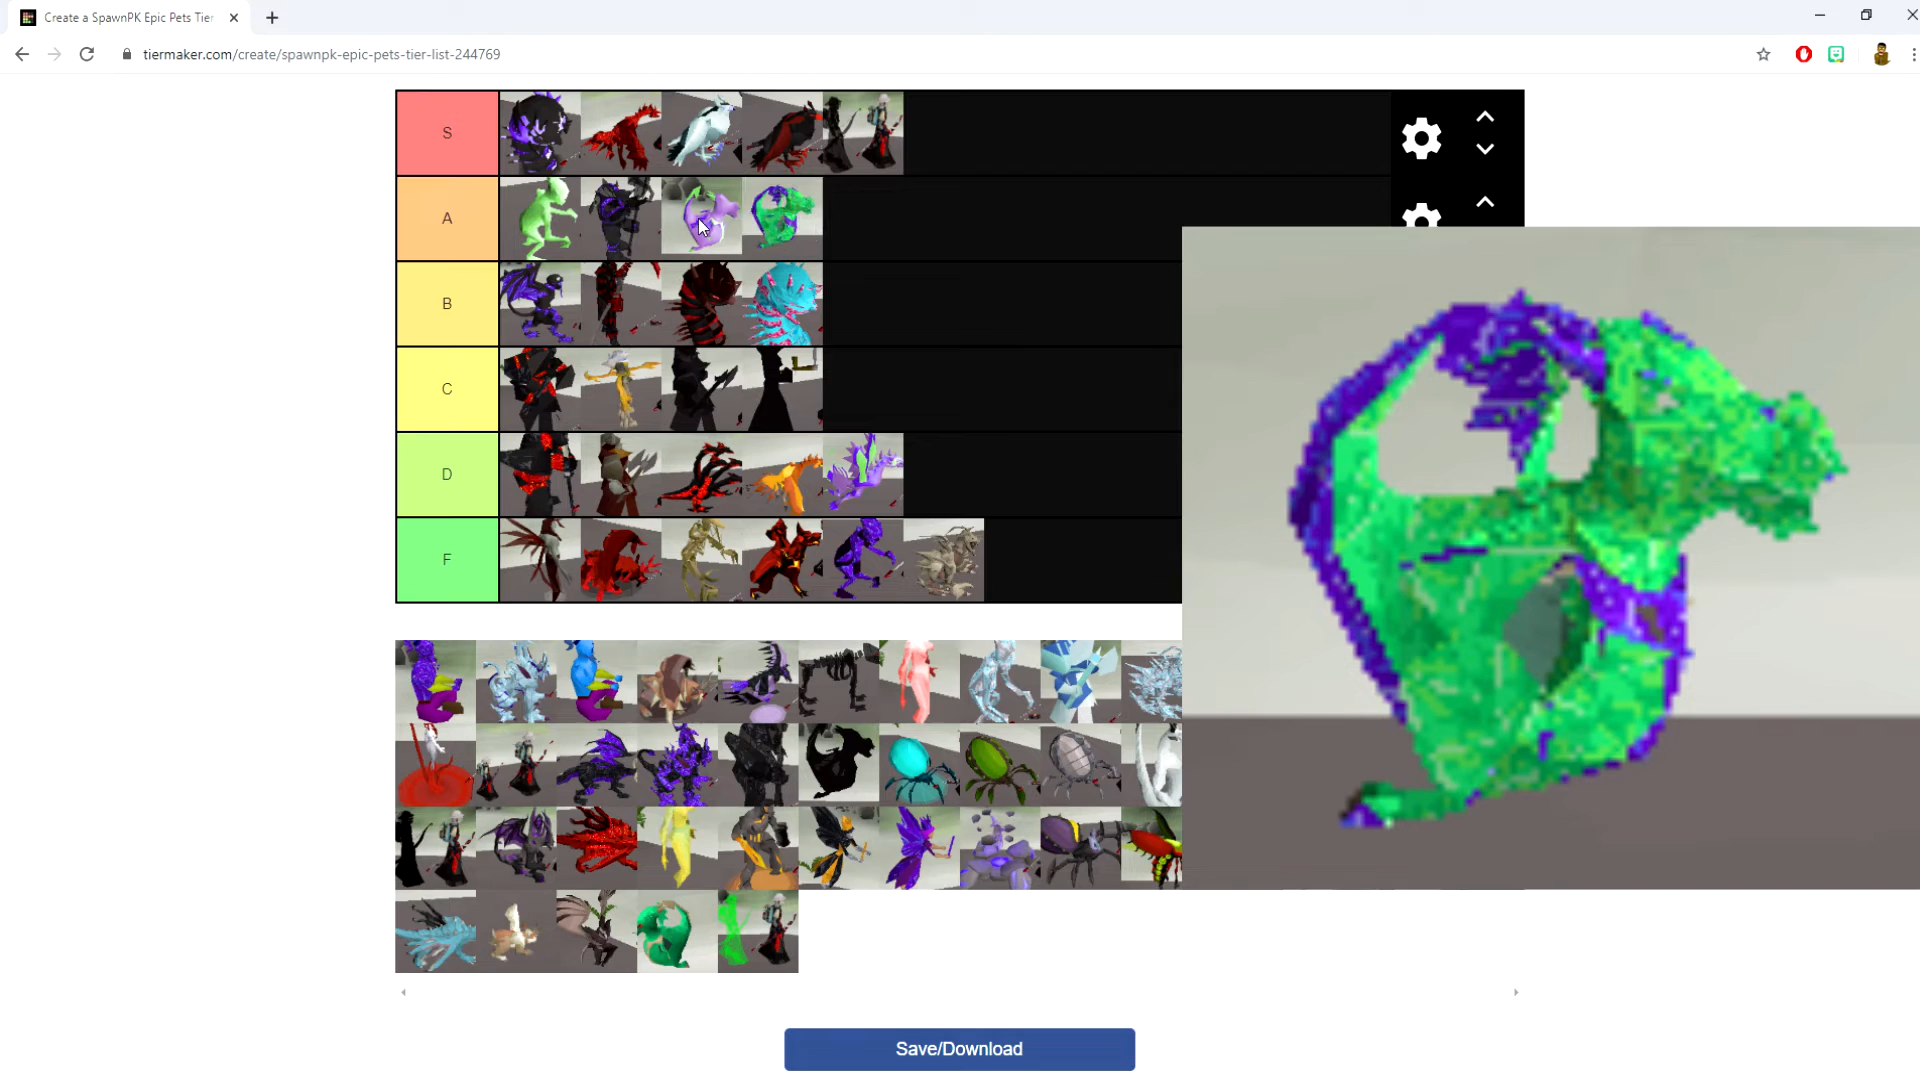 Create a SpawnPK Epic Pets Tier
tiermaker.com/create/spawnpk-epic-pets-tier-list-244769
S
A
B
C
D
F
Save/Download